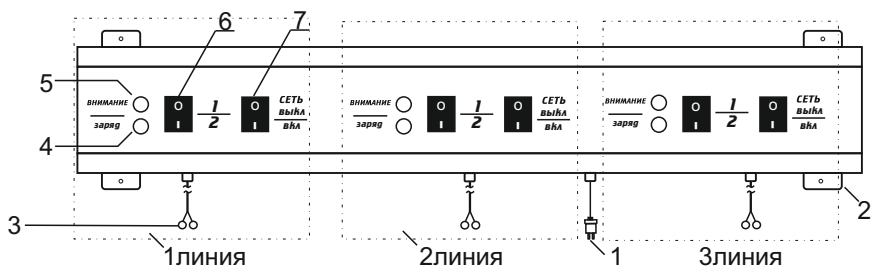 6 7
5
4
ВНИМАНИЕ
заряд
О
I
1
2
О
I
СЕТЬ
ВЫКЛ
ВКЛ
ВНИМАНИЕ
заряд
О
I
1
2
О
I
СЕТЬ
ВЫКЛ
ВКЛ
ВНИМАНИЕ
заряд
О
I
1
2
О
I
СЕТЬ
ВЫКЛ
ВКЛ
3
2
1линия
2линия
1
3линия